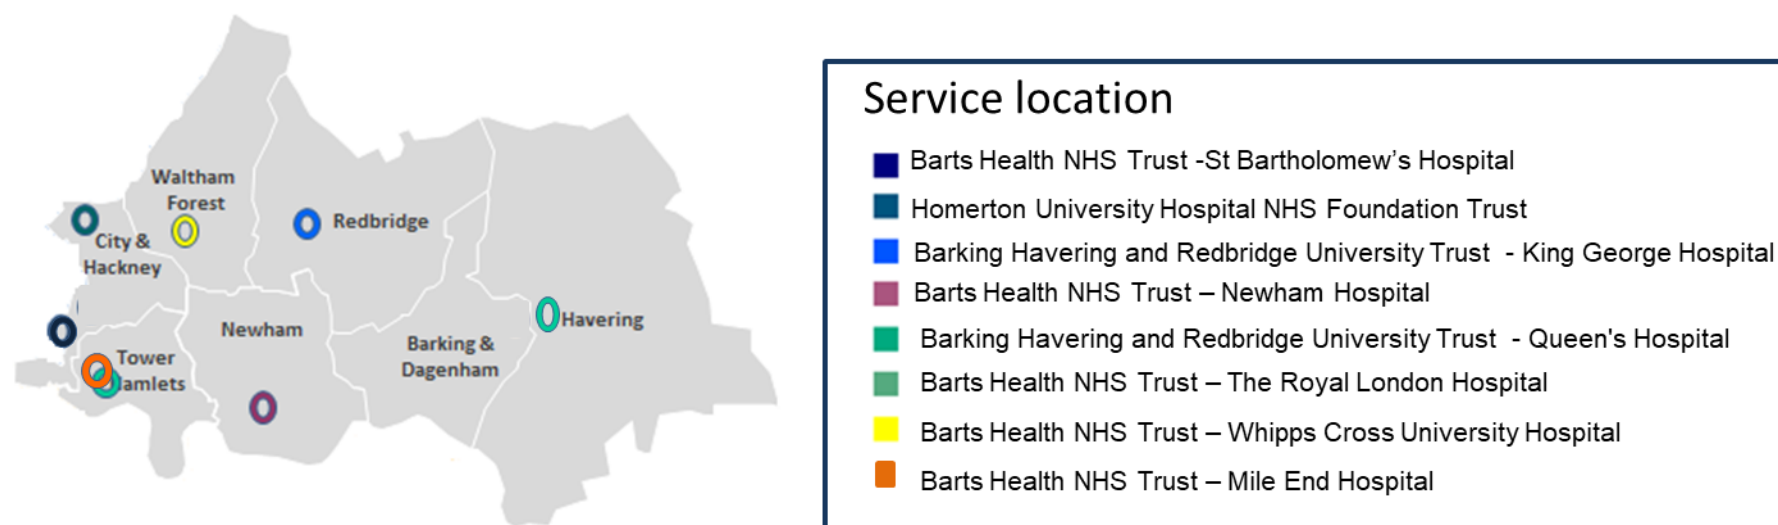 Waltham
Forest
Redbridge
City &
Hackney
Newham
Havering
Barking &
Dagenham
Tower
Hamlets
Service location
Barts Health NHS Trust -St Bartholomew’s Hospital
Homerton University Hospital NHS Foundation Trust
Barking Havering and Redbridge University Trust - King George Hospital
Barts Health NHS Trust – Newham Hospital
Barking Havering and Redbridge University Trust - Queen's Hospital
Barts Health NHS Trust – The Royal London Hospital
Barts Health NHS Trust – Whipps Cross University Hospital
Barts Health NHS Trust – Mile End Hospital